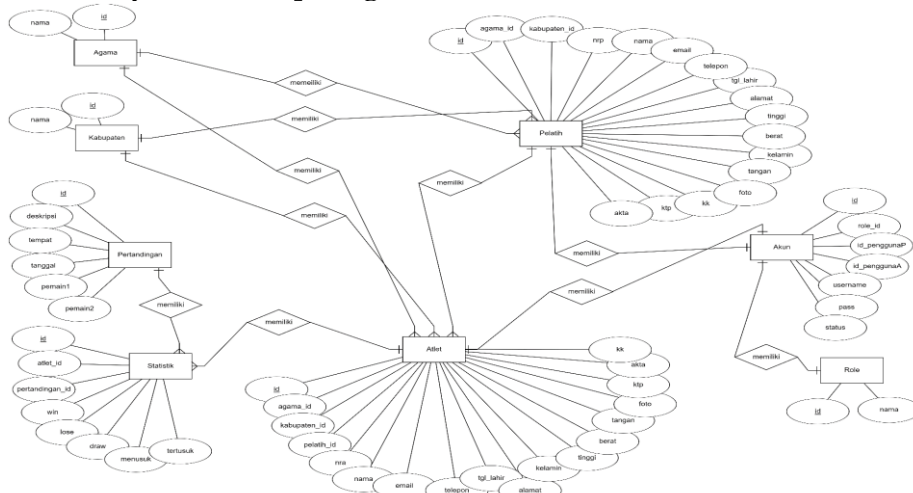 id
nama
Agama
id
nama
Kabupaten
memeiliki
memiliki
memiliki
memiliki
memiliki
id
agama_id
kabupaten_id
nrp
nama
email
telepon
tgl_lahir
alamat
tinggi
berat
kelamin
tangan
foto
kk
ktp
akta
Pelatih
id
deskripsi
tempat
tanggal
pemain1
pemain2
Pertandingan
memiliki
memiliki
memiliki
memiliki
id
role_id
id_penggunaP
id_penggunaA
username
pass
status
Akun
memiliki
Role
id
nama
id
atlet_id
pertandingan_id
win
lose
draw
menusuk
tertusuk
Statistik
Atlet
kk
akta
ktp
foto
tangan
berat
tinggi
kelamin
alamat
tgl_lahir
telepon
email
nama
nra
pelatih_id
kabupaten_id
agama_id
id